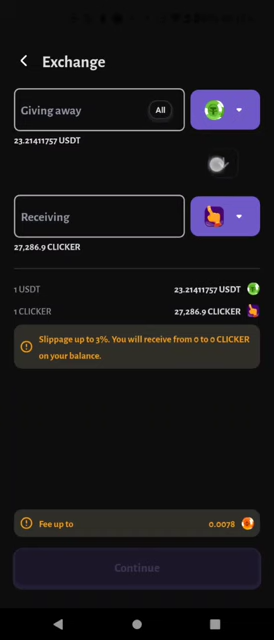 Exchange
Giving away
All
23.21411757 USDT
Receiving
27,286.9 CLICKER
1 USDT 23.21411757 USDT
1 CLICKER 27,286.9 CLICKER
Slippage up to 3%. You will receive from 0 to 0 CLICKER
on your balance.
Fee up to 0.0078
Continue